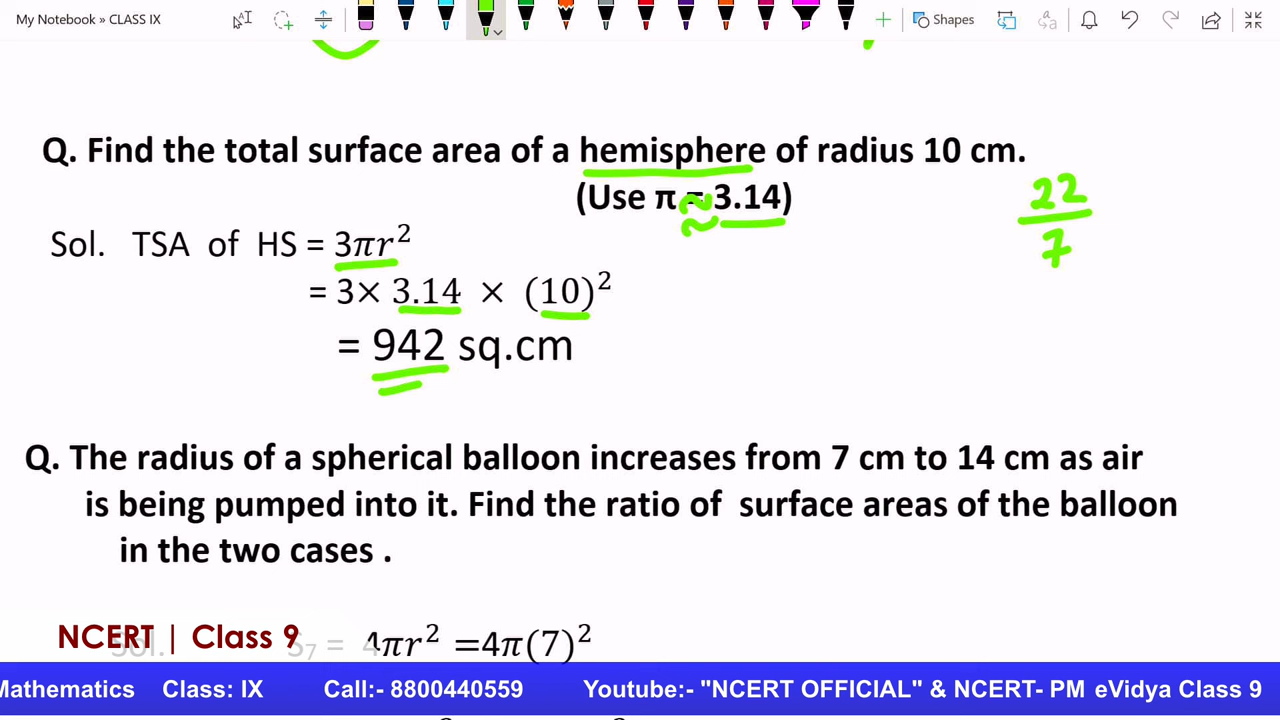 My Notebook » CLASS IX
Shapes
Q. Find the total surface area of a hemisphere of radius 10 cm.
(Use π ≈ 3.14)
22
7
Sol. TSA of HS = 3πr²
= 3× 3.14 × (10)²
= 942 sq.cm
Q. The radius of a spherical balloon increases from 7 cm to 14 cm as air
is being pumped into it. Find the ratio of surface areas of the balloon
in the two cases .
Sol. S₇ = 4πr² =4π(7)²
NCERT | Class 9
Mathematics Class: IX Call:- 8800440559 Youtube:- "NCERT OFFICIAL" & NCERT- PM eVidya Class 9